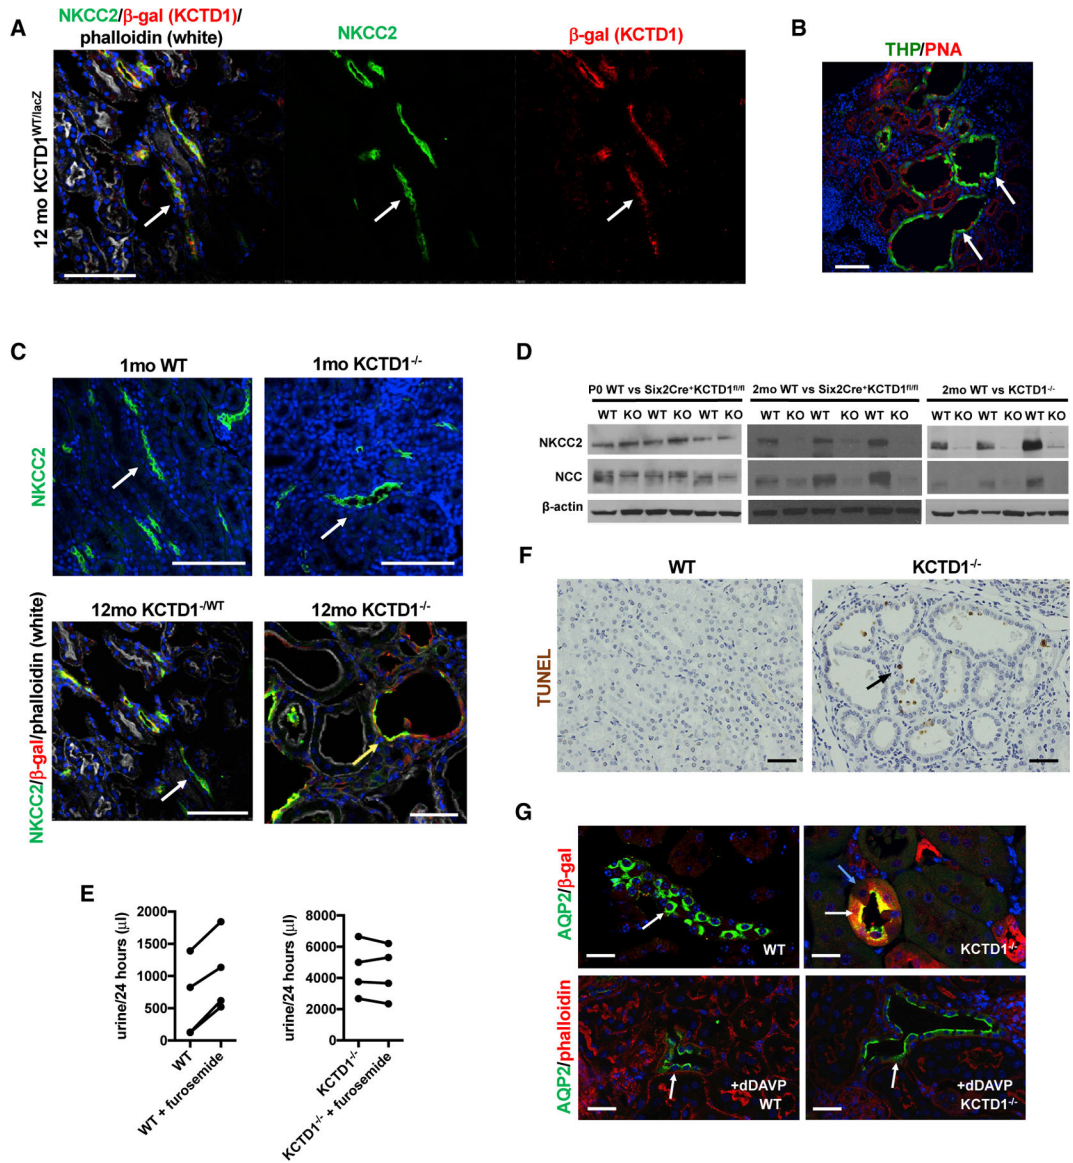 A
NKCC2/β-gal (KCTD1)/
phalloidin (white)
NKCC2
β-gal (KCTD1)
12 mo KCTD1WT/lacZ
B
THP/PNA
C
1mo WT
1mo KCTD1-/-
NKCC2
12mo KCTD1-/WT
12mo KCTD1-/-
NKCC2/β-gal/phalloidin (white)
D
P0 WT vs Six2Cre+KCTD1fl/fl
2mo WT vs Six2Cre+KCTD1fl/fl
2mo WT vs KCTD1-/-
WT KO WT KO WT KO
WT KO WT KO WT KO
WT KO WT KO WT KO
NKCC2
NCC
β-actin
E
urine/24 hours (μl)
2000
1500
1000
500
0
WT
WT + furosemide
urine/24 hours (μl)
8000
6000
4000
2000
0
KCTD1-/-
KCTD1-/- + furosemide
F
WT
KCTD1-/-
TUNEL
G
AQP2/β-gal
WT
KCTD1-/-
AQP2/phalloidin
+dDAVP
WT
+dDAVP
KCTD1-/-